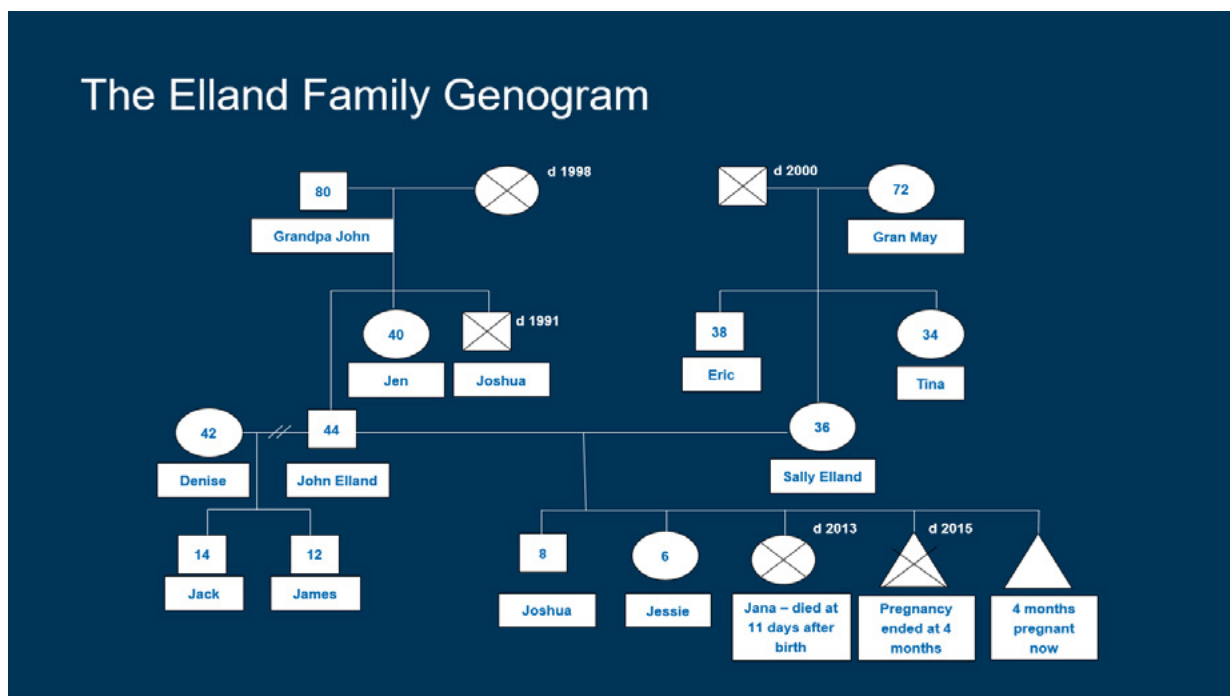 The Elland Family Genogram
80
d 1998
d 2000
72
Grandpa John
Gran May
40
d 1991
38
34
Jen
Joshua
Eric
Tina
42
44
36
Denise
John Elland
Sally Elland
14
12
8
6
d 2013
d 2015
Jack
James
Joshua
Jessie
Jana – died at
11 days after
birth
Pregnancy
ended at 4
months
4 months
pregnant
now